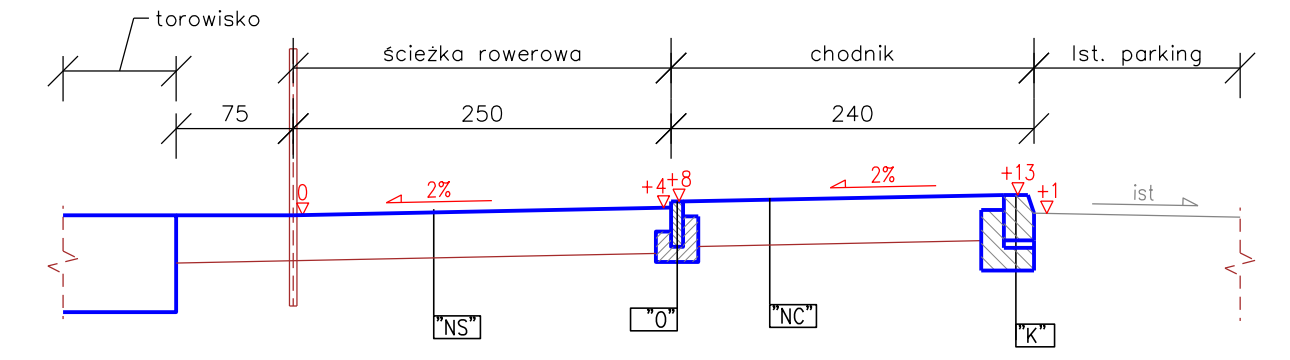 torowisko
ścieżka rowerowa chodnik Ist. parking
75 250 240
0 2% +4 +8 2% +13 +1 ist
"NS" "O" "NC" "K"